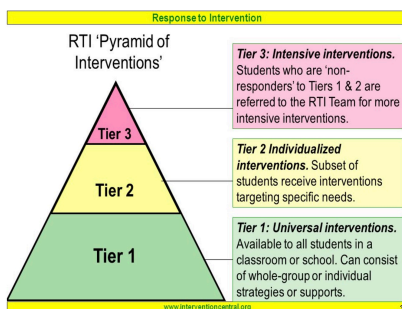 Response to Intervention
RTI ‘Pyramid of
Interventions’
Tier 3: Intensive interventions.
Students who are ‘non-
responders’ to Tiers 1 & 2 are
referred to the RTI Team for more
intensive interventions.
Tier 3
Tier 2 Individualized
interventions. Subset of
students receive interventions
targeting specific needs.
Tier 2
Tier 1: Universal interventions.
Available to all students in a
classroom or school. Can consist
of whole-group or individual
strategies or supports.
Tier 1
www.interventioncentral.org